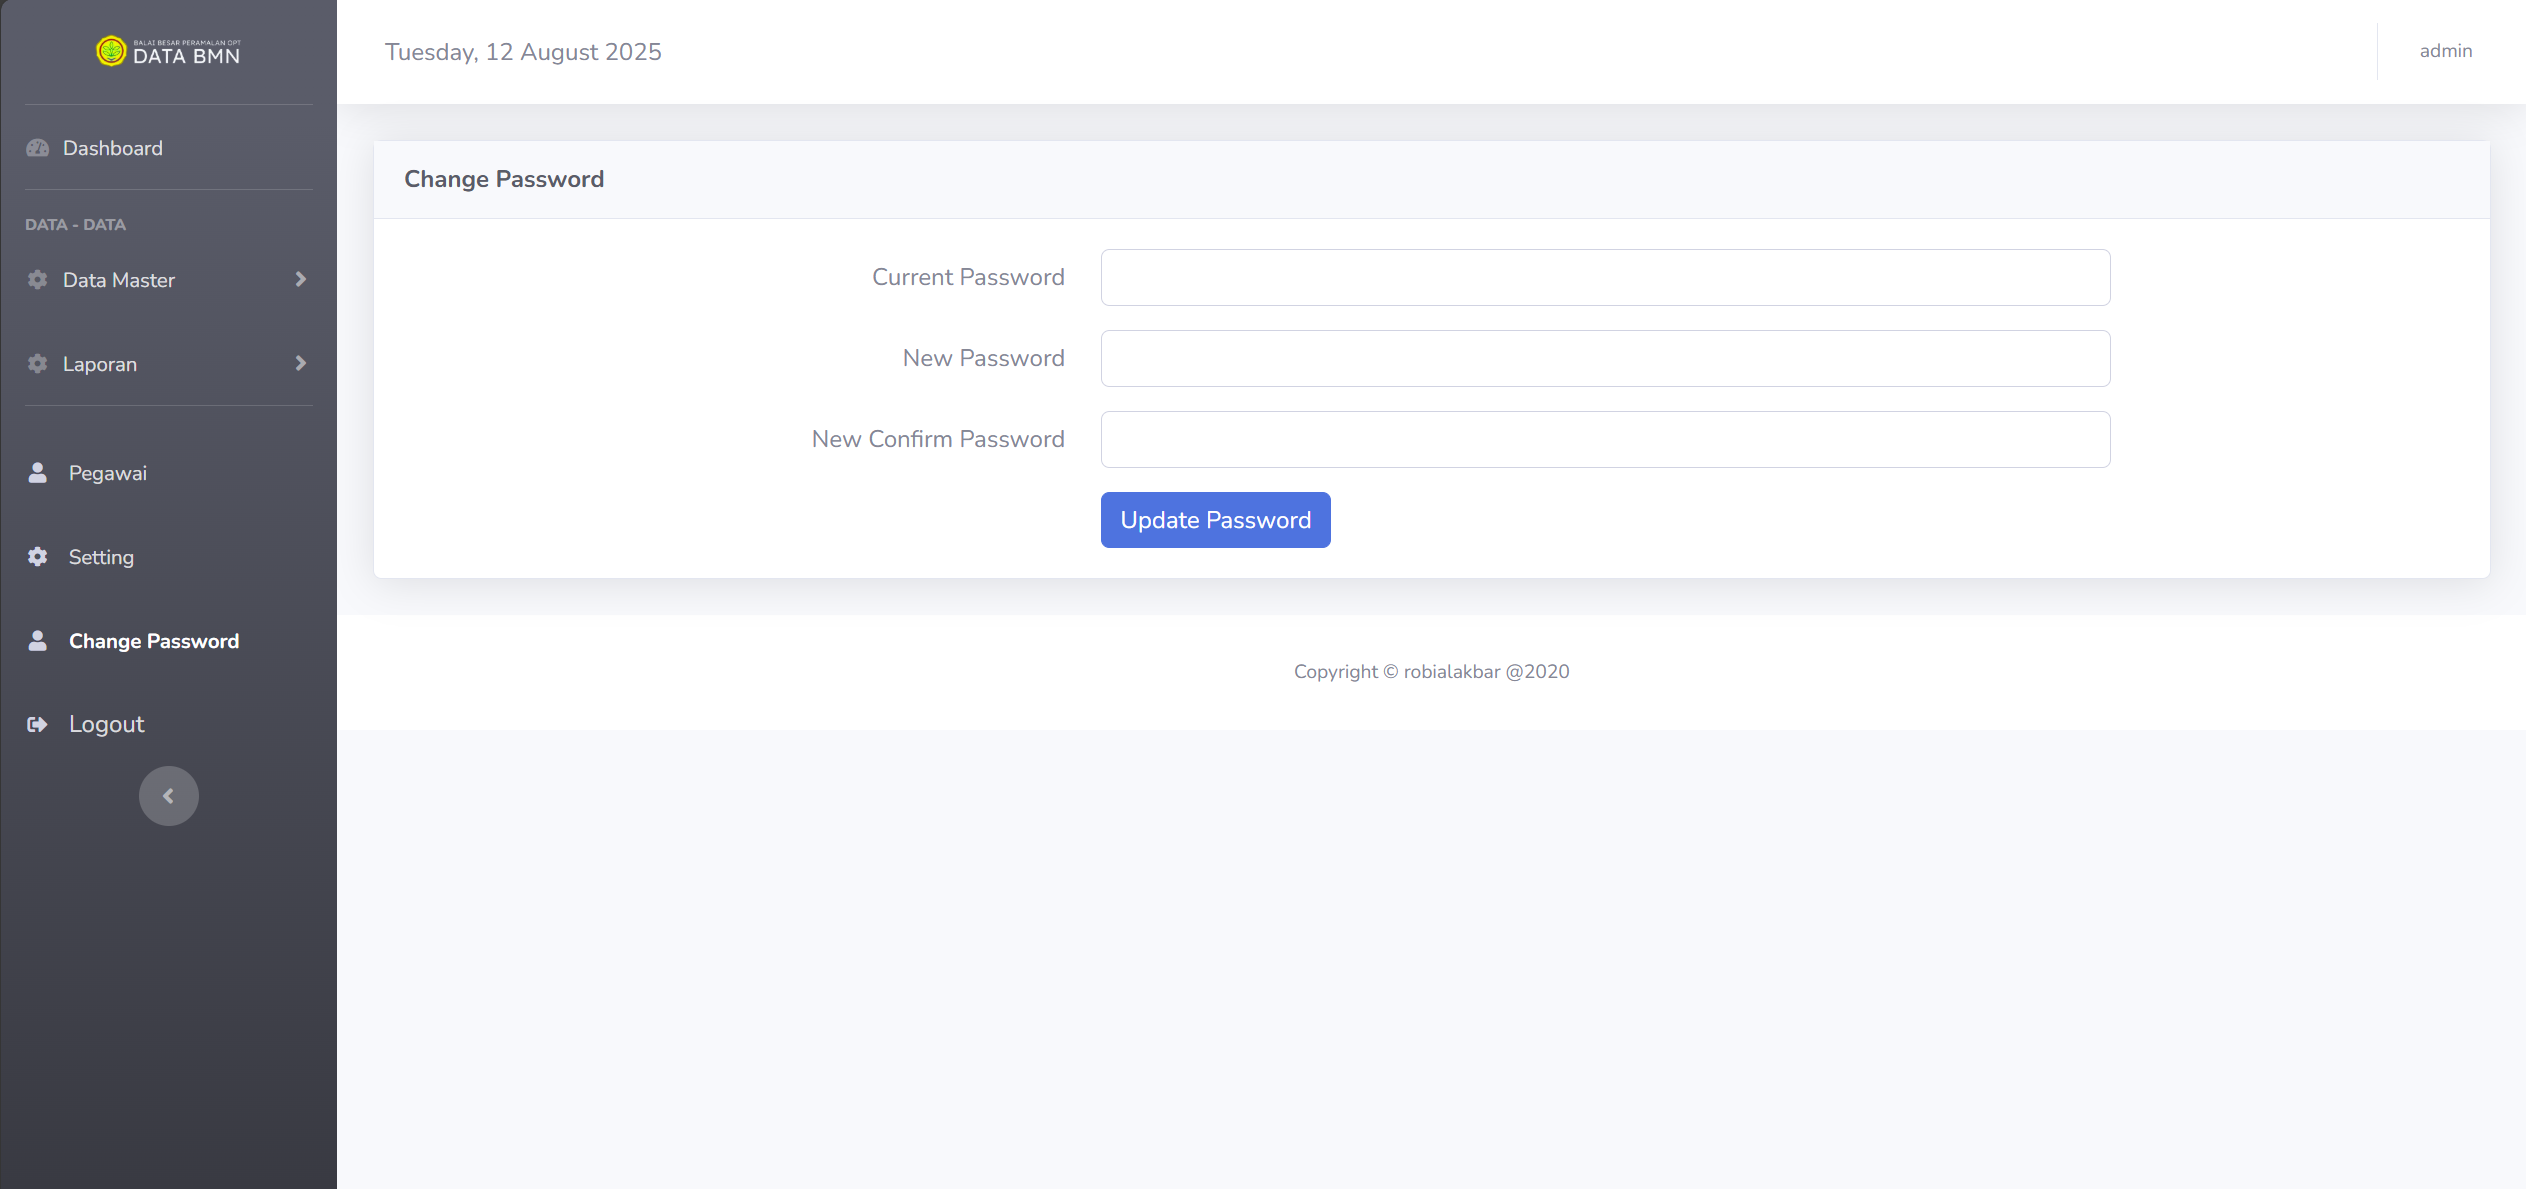 BALAI BESAR PERAMALAN OPT
DATA BMN
Tuesday, 12 August 2025
admin
Dashboard
DATA - DATA
Data Master
Laporan
Pegawai
Setting
Change Password
Logout
Change Password
Current Password
New Password
New Confirm Password
Update Password
Copyright © robialakbar @2020